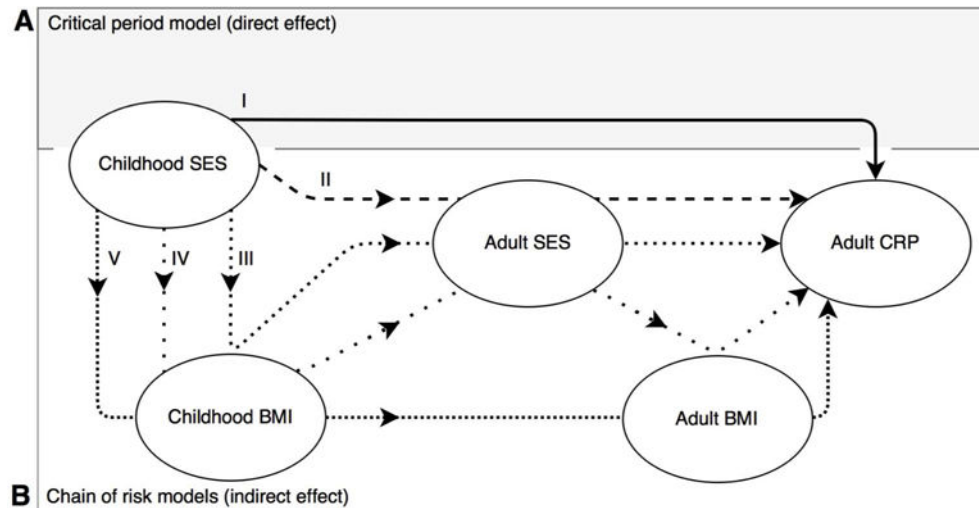 A
Critical period model (direct effect)
I
Childhood SES
II
Adult SES
Adult CRP
V
IV
III
Childhood BMI
Adult BMI
B
Chain of risk models (indirect effect)